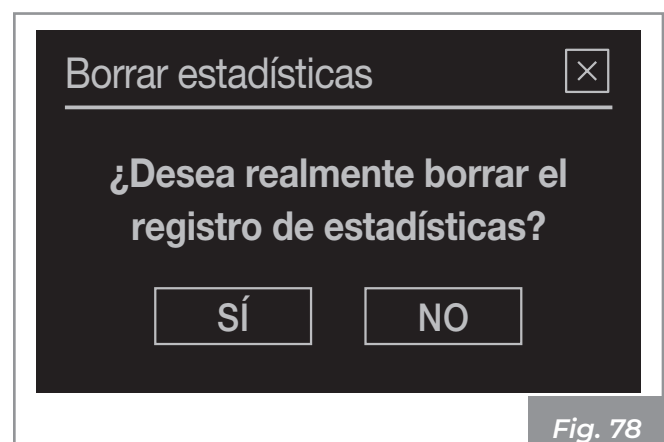 Borrar estadísticas
¿Desea realmente borrar el
registro de estadísticas?
SÍ
NO
Fig. 78